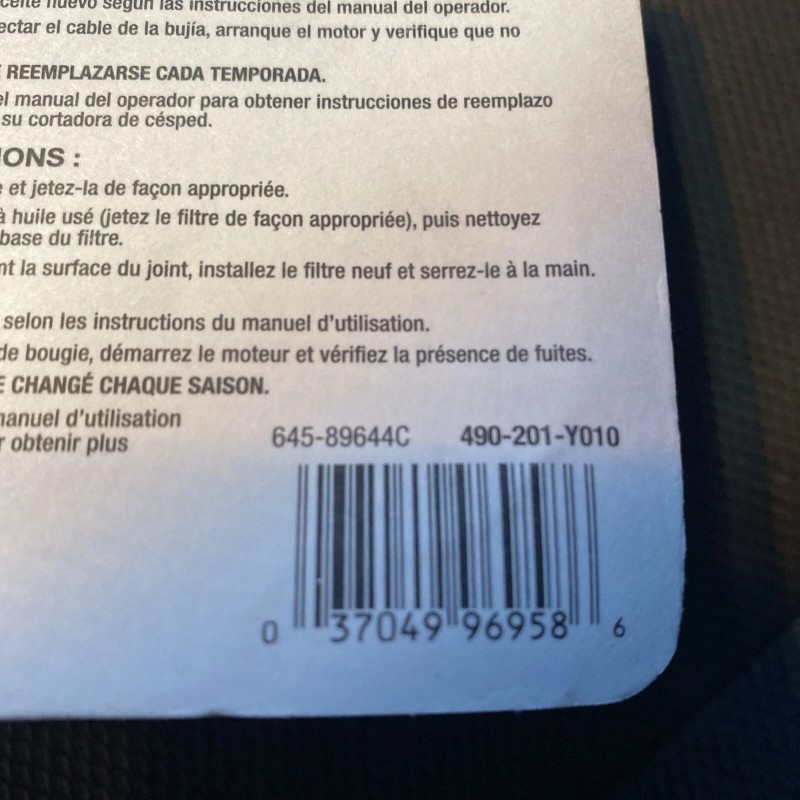 nuevo según las instrucciones del manual del operador.
el cable de la bujía, arranque el motor y verifique que no
REEMPLAZARSE CADA TEMPORADA.
el manual del operador para obtener instrucciones de reemplazo
su cortadora de césped.
IONS :
et jetez-la de façon appropriée.
à huile usé (jetez le filtre de façon appropriée), puis nettoyez
base du filtre.
la surface du joint, installez le filtre neuf et serrez-le à la main.
selon les instructions du manuel d'utilisation.
de bougie, démarrez le moteur et vérifiez la présence de fuites.
CHANGÉ CHAQUE SAISON.
manuel d'utilisation
obtenir plus
645-89644C 490-201-Y010
0 37049 96958 6